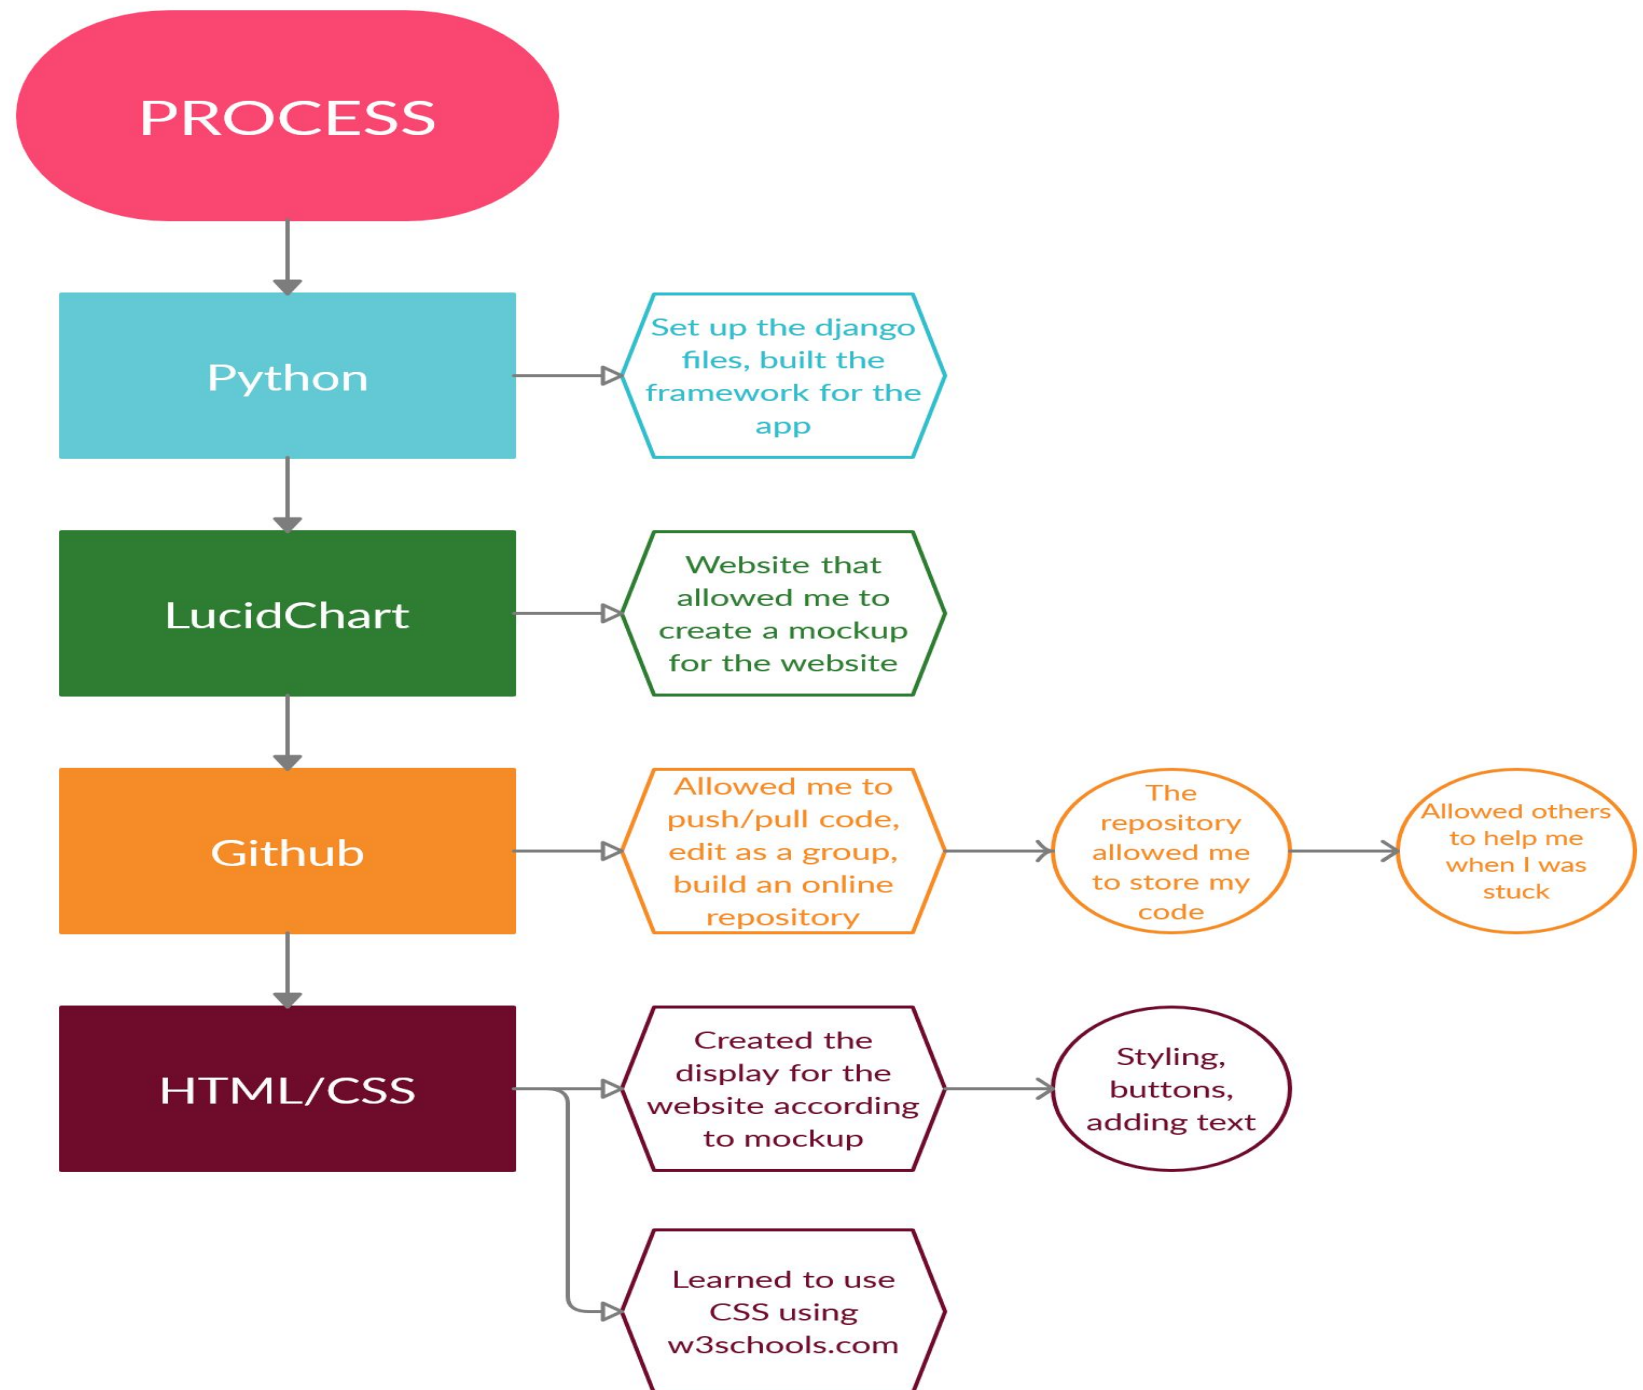 PROCESS
Python
Set up the django
files, built the
framework for the
app
LucidChart
Website that
allowed me to
create a mockup
for the website
Github
Allowed me to
push/pull code,
edit as a group,
build an online
repository
The
repository
allowed me
to store my
code
Allowed others
to help me
when I was
stuck
HTML/CSS
Created the
display for the
website according
to mockup
Styling,
buttons,
adding text
Learned to use
CSS using
w3schools.com